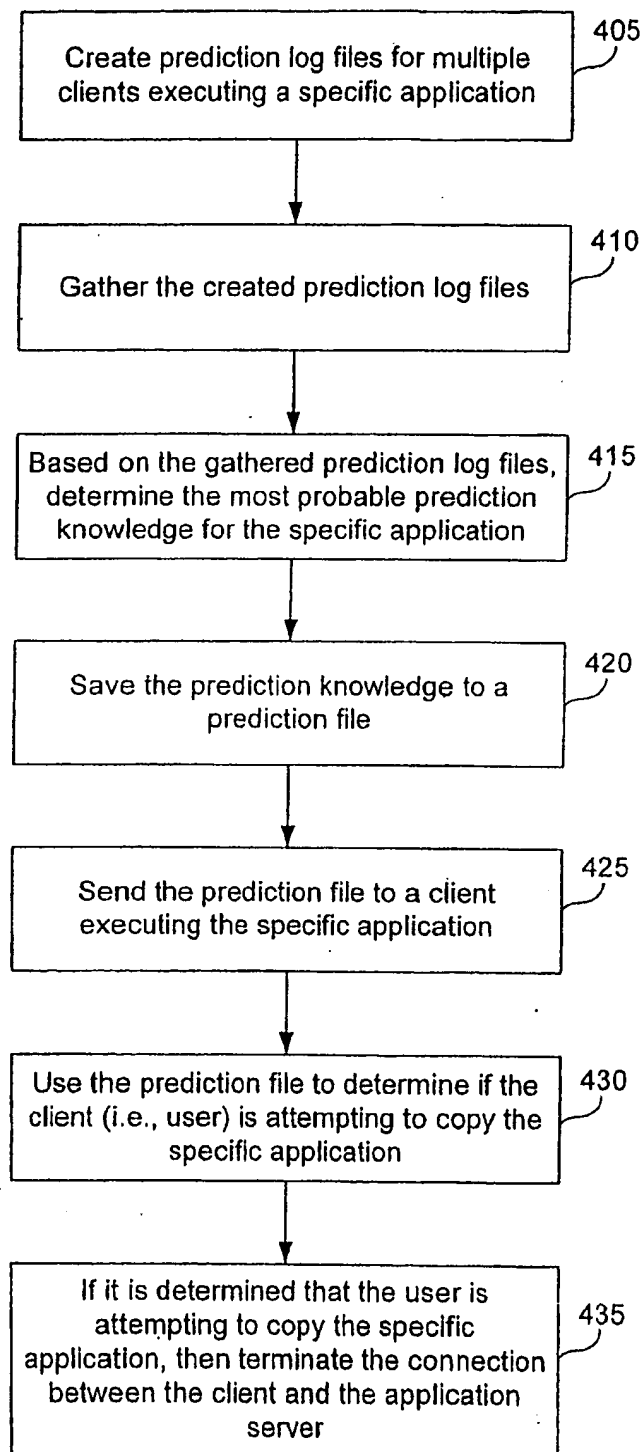 405
Create prediction log files for multiple
clients executing a specific application
410
Gather the created prediction log files
415
Based on the gathered prediction log files,
determine the most probable prediction
knowledge for the specific application
420
Save the prediction knowledge to a
prediction file
425
Send the prediction file to a client
executing the specific application
430
Use the prediction file to determine if the
client (i.e., user) is attempting to copy the
specific application
435
If it is determined that the user is
attempting to copy the specific
application, then terminate the connection
between the client and the application
server